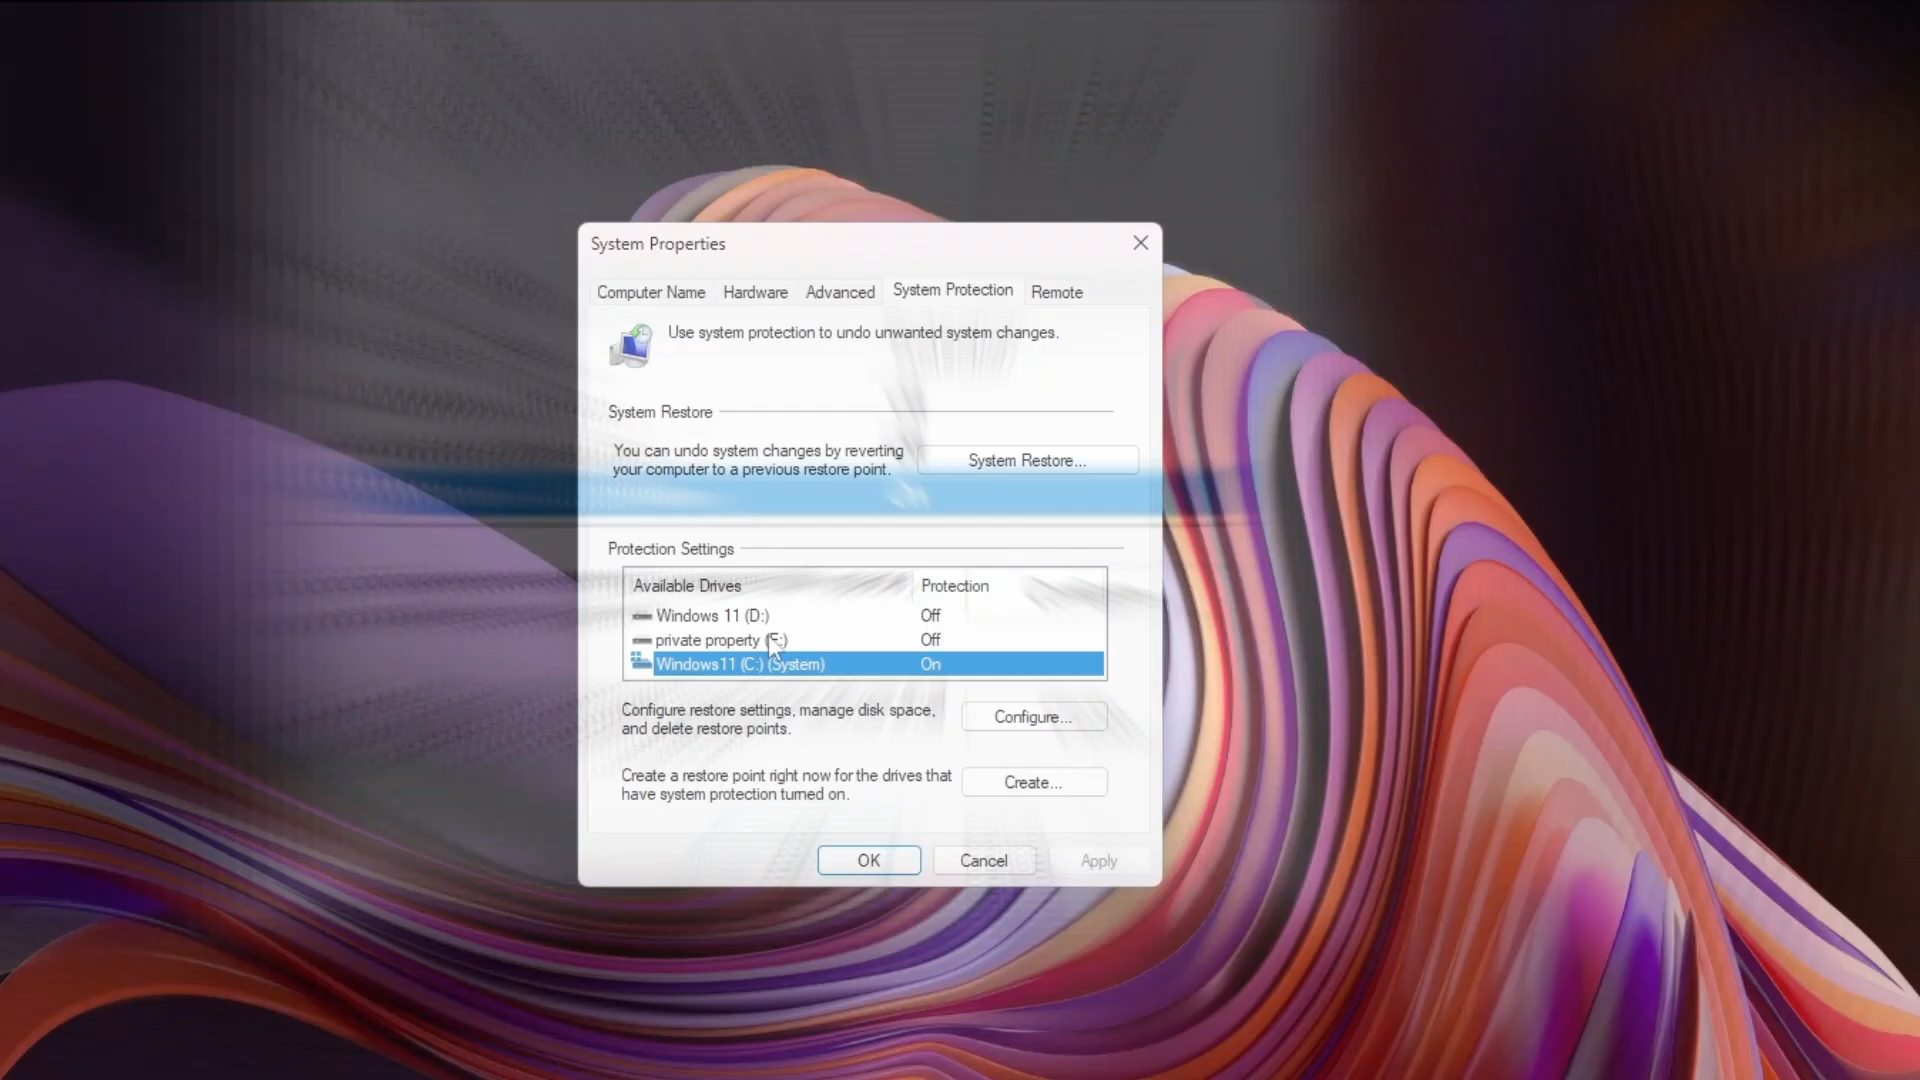 System Properties
Computer Name Hardware Advanced System Protection Remote
Use system protection to undo unwanted system changes.
System Restore
You can undo system changes by reverting
your computer to a previous restore point.
System Restore...
Protection Settings
Available Drives Protection
Windows 11 (D:) Off
private property (E:) Off
Windows11 (C:) (System) On
Configure restore settings, manage disk space,
and delete restore points.
Configure...
Create a restore point right now for the drives that
have system protection turned on.
Create...
OK Cancel Apply